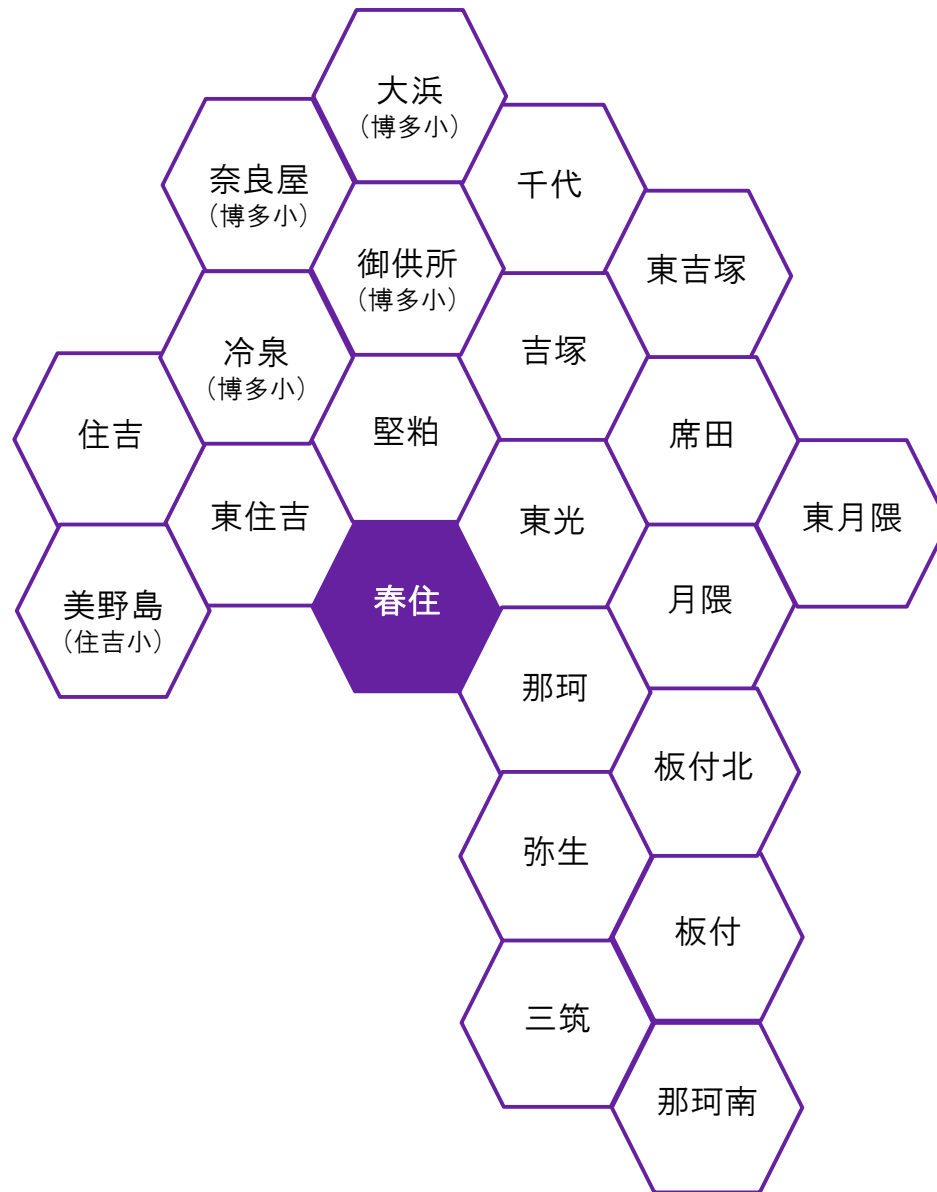 大浜
(博多小)
奈良屋
(博多小)
千代
御供所
(博多小)
東吉塚
冷泉
(博多小)
吉塚
住吉
堅粕
席田
東住吉
東光
東月隈
美野島
(住吉小)
春住
月隈
那珂
板付北
弥生
板付
三筑
那珂南